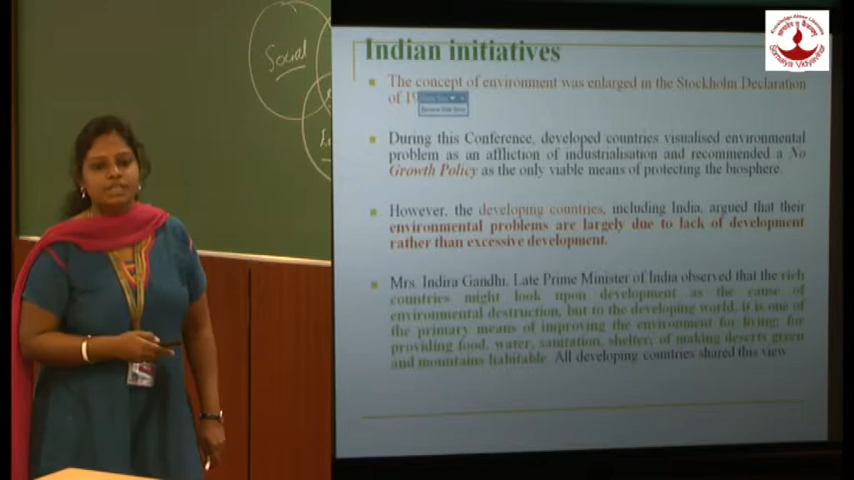 Social
Indian initiatives
The concept of environment was enlarged in the Stockholm Declaration
of 19
During this Conference, developed countries visualised environmental
problem as an affliction of industrialisation and recommended a No
Growth Policy as the only viable means of protecting the biosphere.
However, the developing countries, including India, argued that their
environmental problems are largely due to lack of development
rather than excessive development.
Mrs. Indira Gandhi, Late Prime Minister of India observed that the rich
countries might look upon development as the cause of
environmental destruction, but to the developing world, it is one of
the primary means of improving the environment for living; for
providing food, water, sanitation, shelter; of making deserts green
and mountains habitable. All developing countries shared this view
Somaiya Vidyavihar